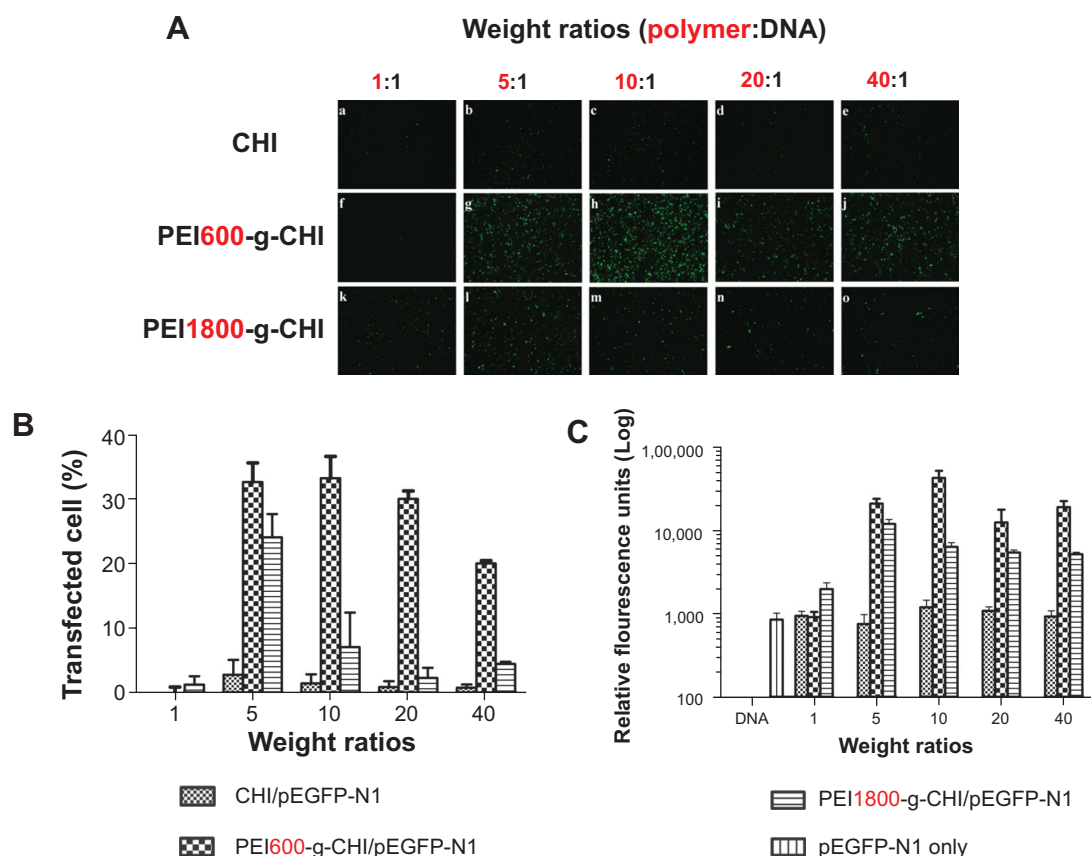 A
Weight ratios (polymer:DNA)
1:1 5:1 10:1 20:1 40:1
CHI
a b c d e
PEI600-g-CHI
f g h i j
PEI1800-g-CHI
k l m n o
B
Transfected cell (%)
40
30
20
10
0
1 5 10 20 40
Weight ratios
CHI/pEGFP-N1
PEI600-g-CHI/pEGFP-N1
C
Relative flourescence units (Log)
1,00,000
10,000
1,000
100
DNA 1 5 10 20 40
Weight ratios
PEI1800-g-CHI/pEGFP-N1
pEGFP-N1 only